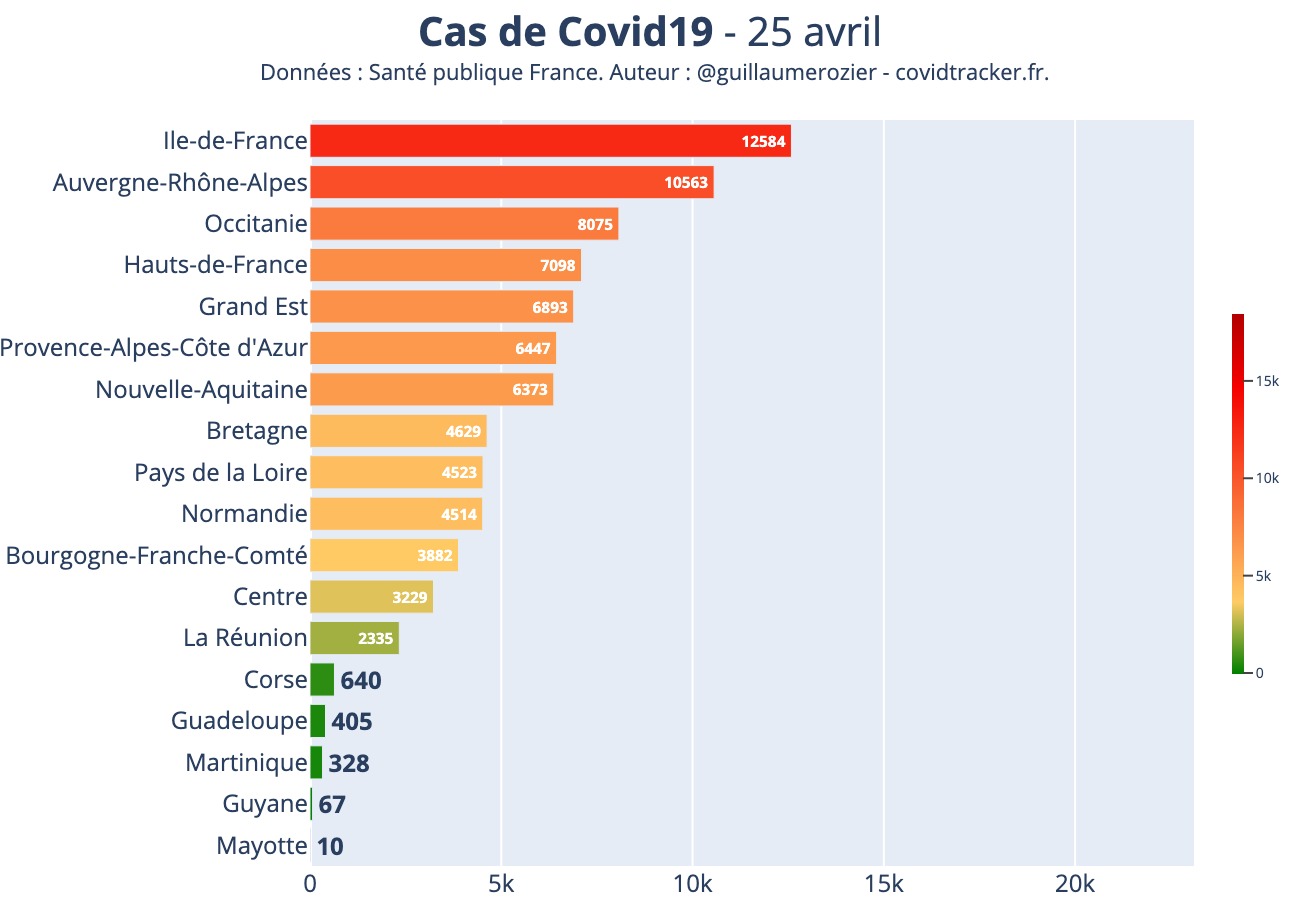 Cas de Covid19 - 25 avril
Données : Santé publique France. Auteur : @guillaumerozier - covidtracker.fr.
Ile-de-France 12584
Auvergne-Rhône-Alpes 10563
Occitanie 8075
Hauts-de-France 7098
Grand Est 6893
Provence-Alpes-Côte d'Azur 6447
Nouvelle-Aquitaine 6373
Bretagne 4629
Pays de la Loire 4523
Normandie 4514
Bourgogne-Franche-Comté 3882
Centre 3229
La Réunion 2335
Corse 640
Guadeloupe 405
Martinique 328
Guyane 67
Mayotte 10
0 5k 10k 15k 20k
15k
10k
5k
0